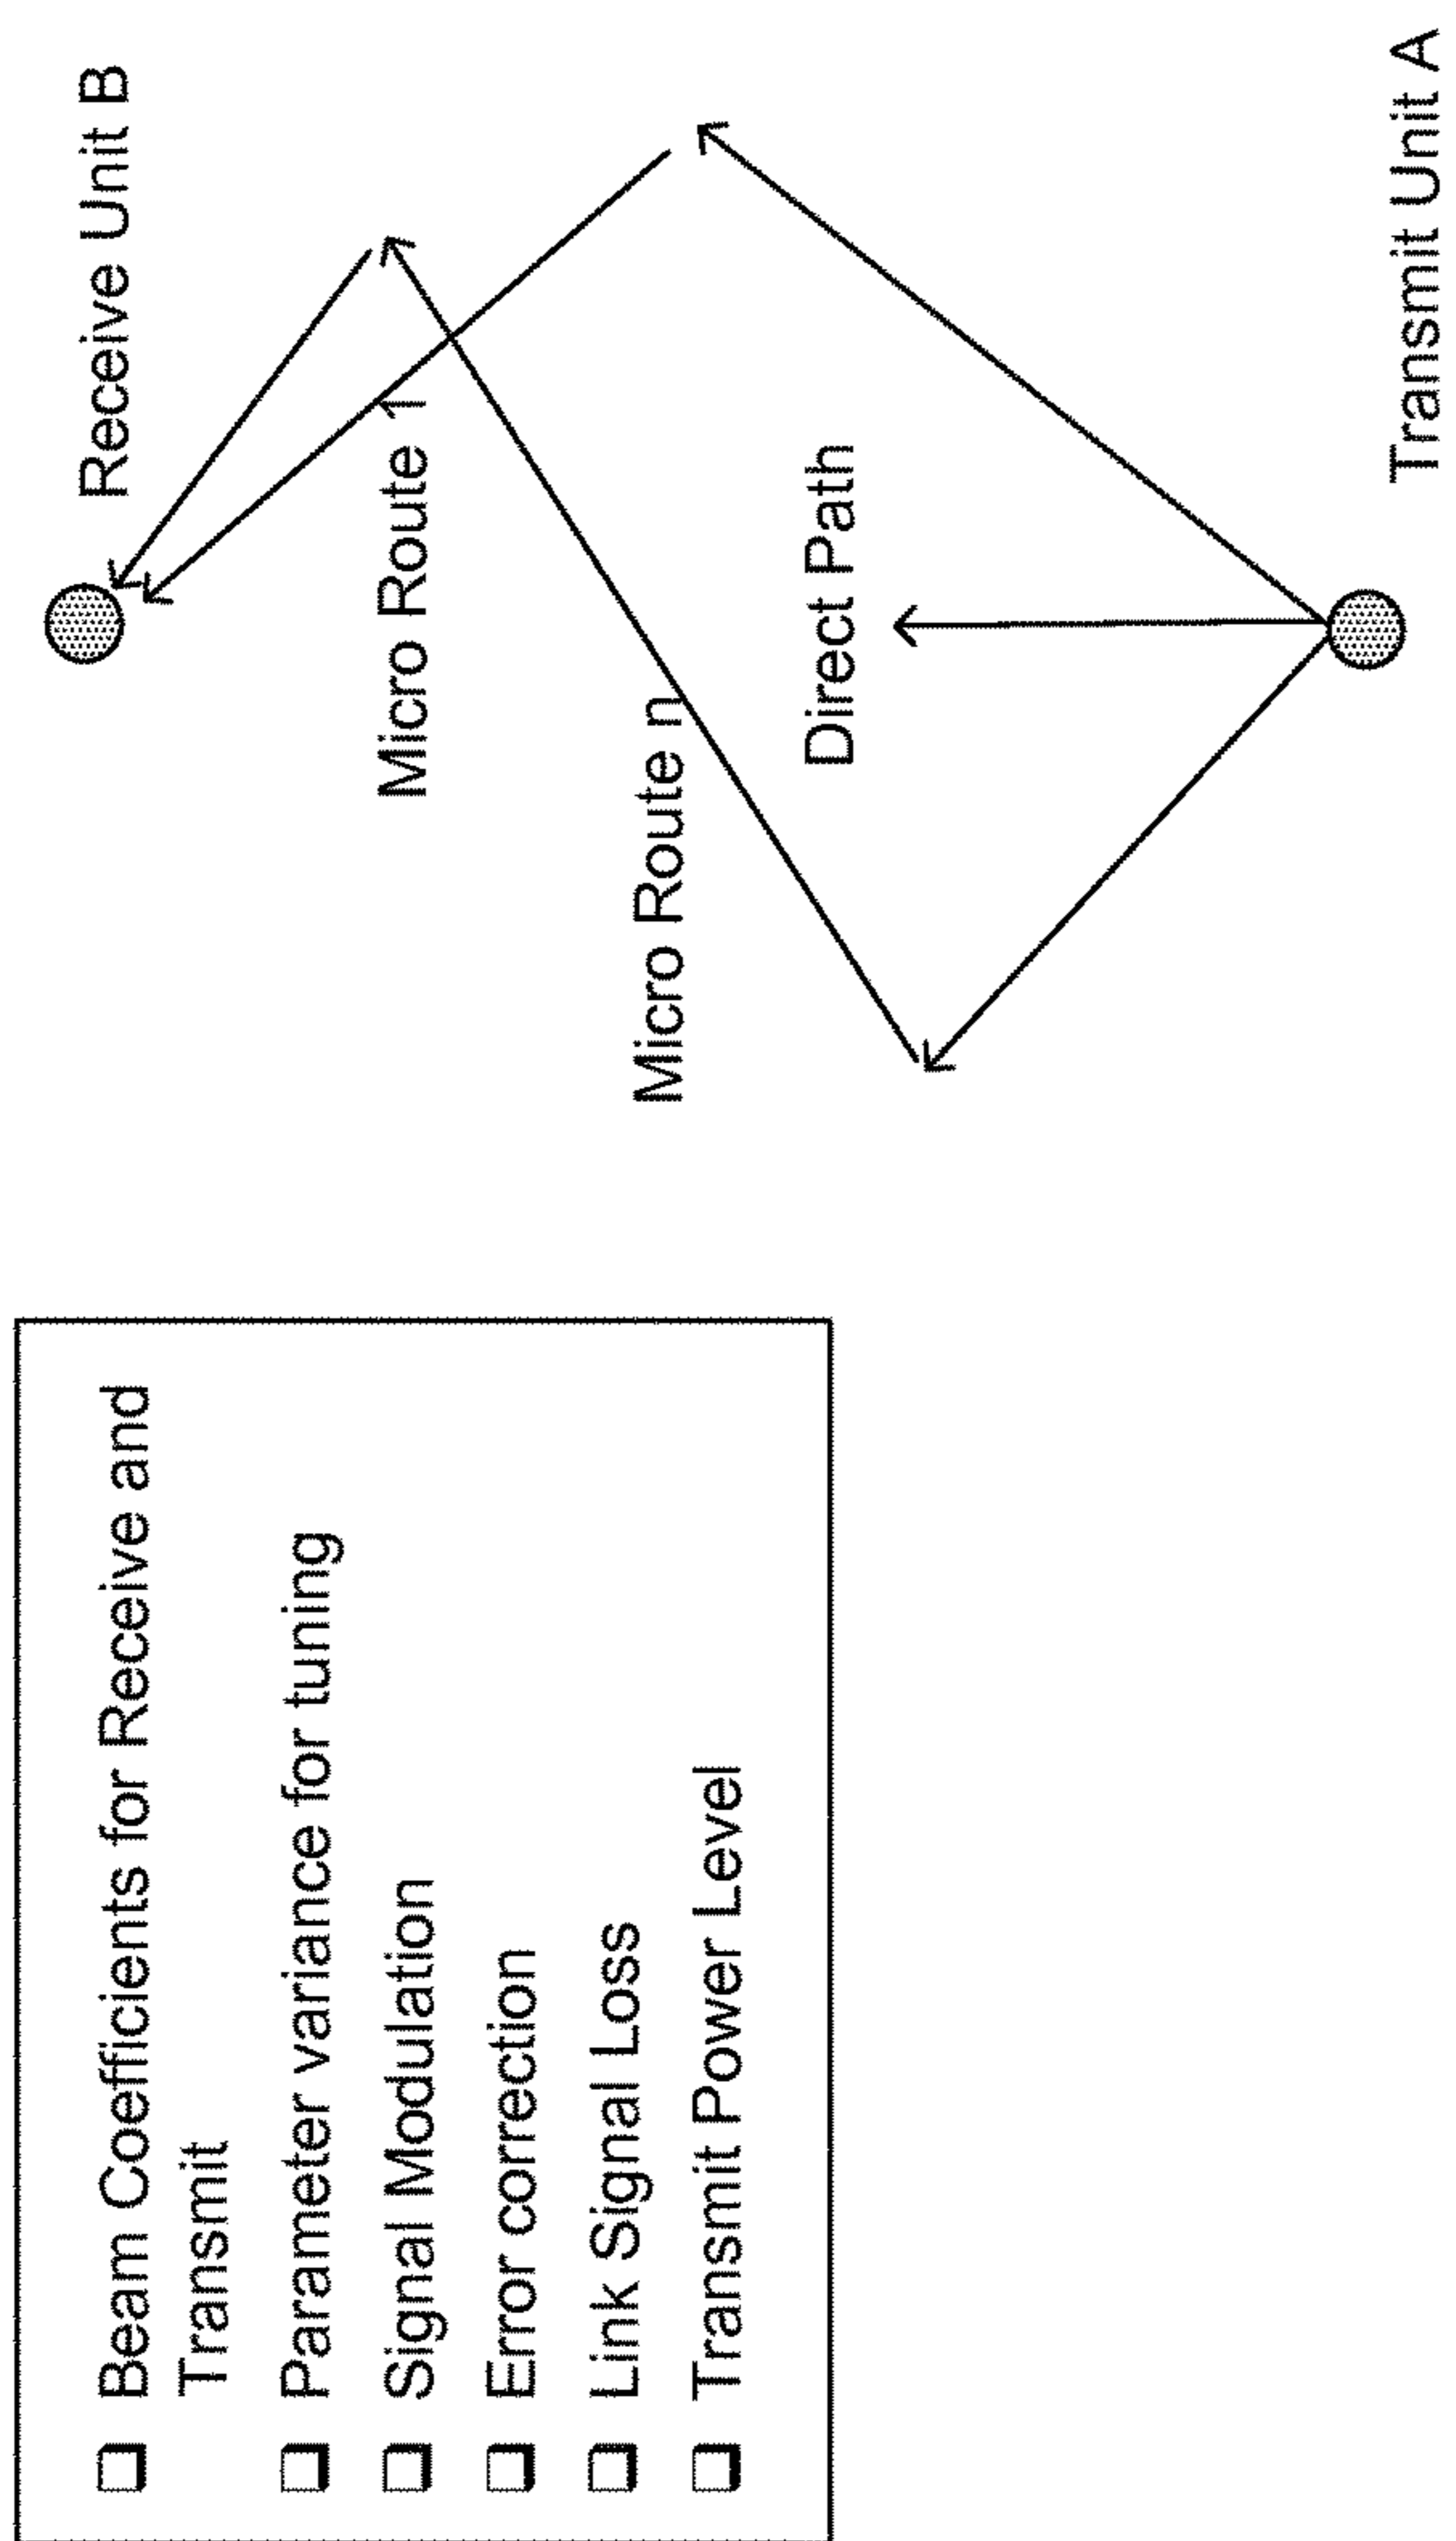 ❑ Beam Coefficients for Receive and
Transmit
❑ Parameter variance for tuning
❑ Signal Modulation
❑ Error correction
❑ Link Signal Loss
❑ Transmit Power Level
Receive Unit B
Micro Route 1
Micro Route n
Direct Path
Transmit Unit A